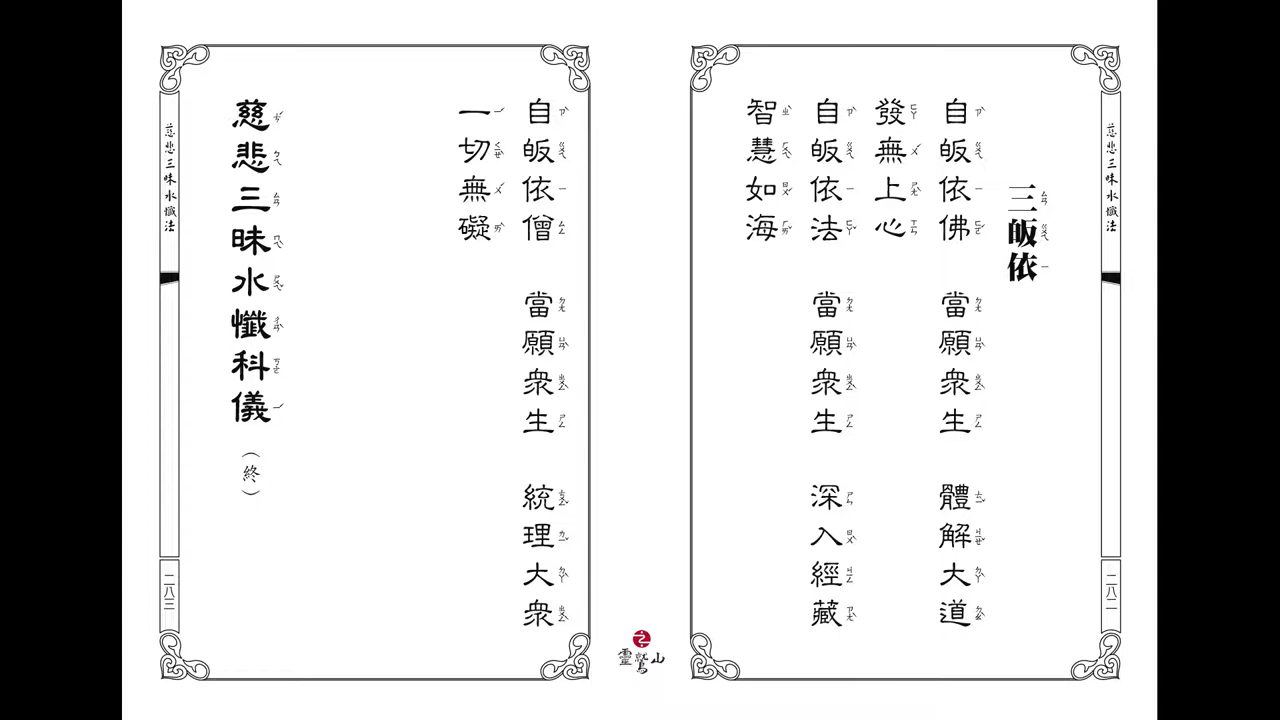 慈悲三昧水懺法
三皈依
自皈依佛 當願眾生 體解大道
發無上心
自皈依法 當願眾生 深入經藏
智慧如海
二八二
自皈依僧 當願眾生 統理大眾
一切無礙
慈悲三昧水懺科儀（終）
慈悲三昧水懺法
二八三
靈鷲山